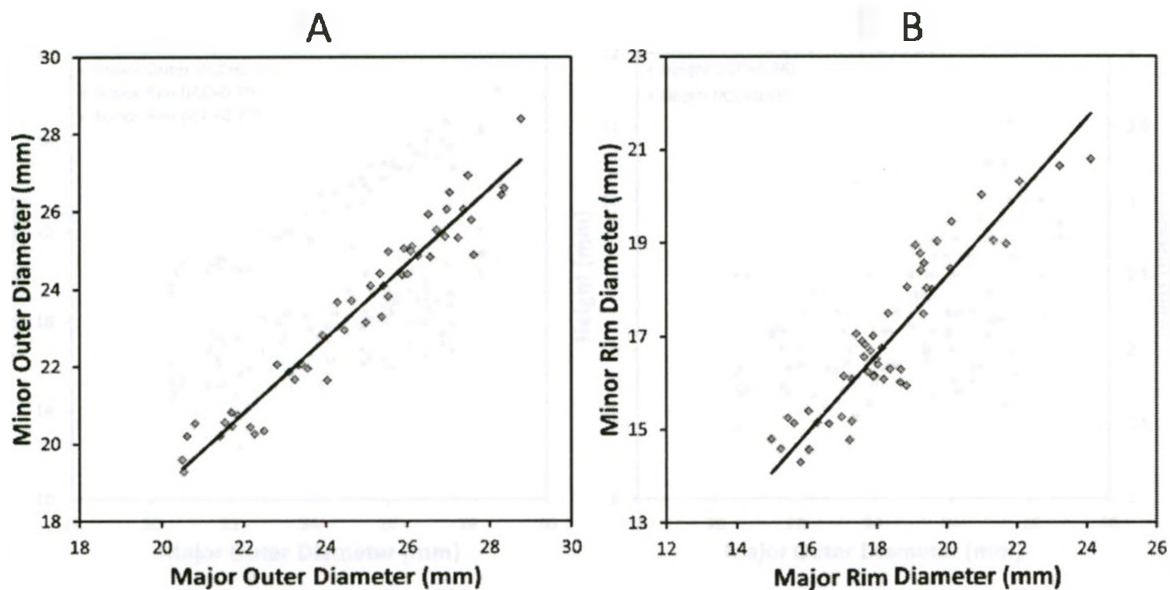 A
30
28
26
24
22
20
18
18 20 22 24 26 28 30
Minor Outer Diameter (mm)
Major Outer Diameter (mm)
B
23
21
19
17
15
13
12 14 16 18 20 22 24 26
Minor Rim Diameter (mm)
Major Rim Diameter (mm)